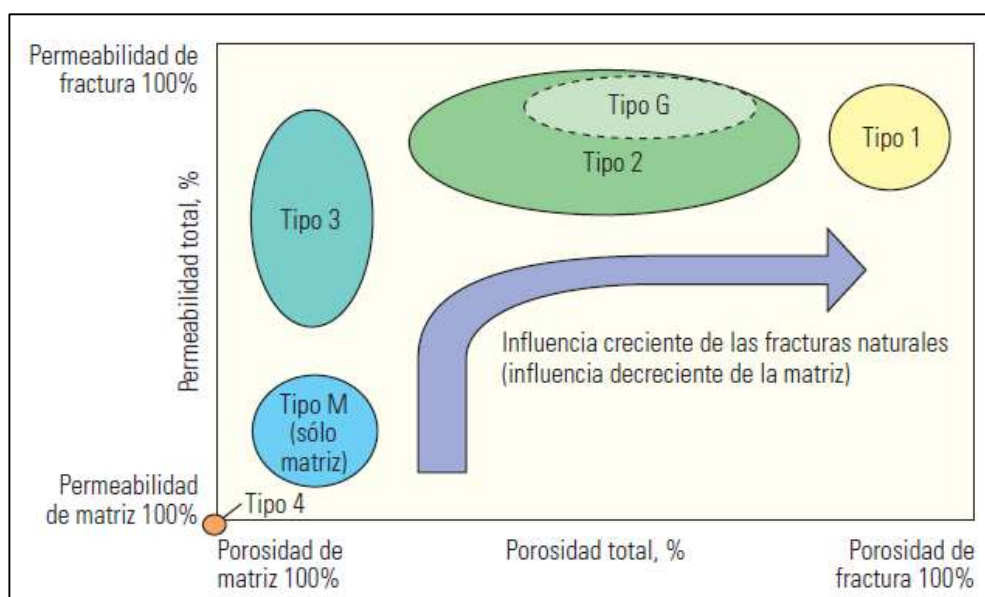 Permeabilidad de
fractura 100%
Permeabilidad total, %
Tipo G
Tipo 2
Tipo 1
Tipo 3
Influencia creciente de las fracturas naturales
(influencia decreciente de la matriz)
Tipo M
(sólo
matriz)
Permeabilidad
de matriz 100%
Tipo 4
Porosidad de
matriz 100%
Porosidad total, %
Porosidad de
fractura 100%